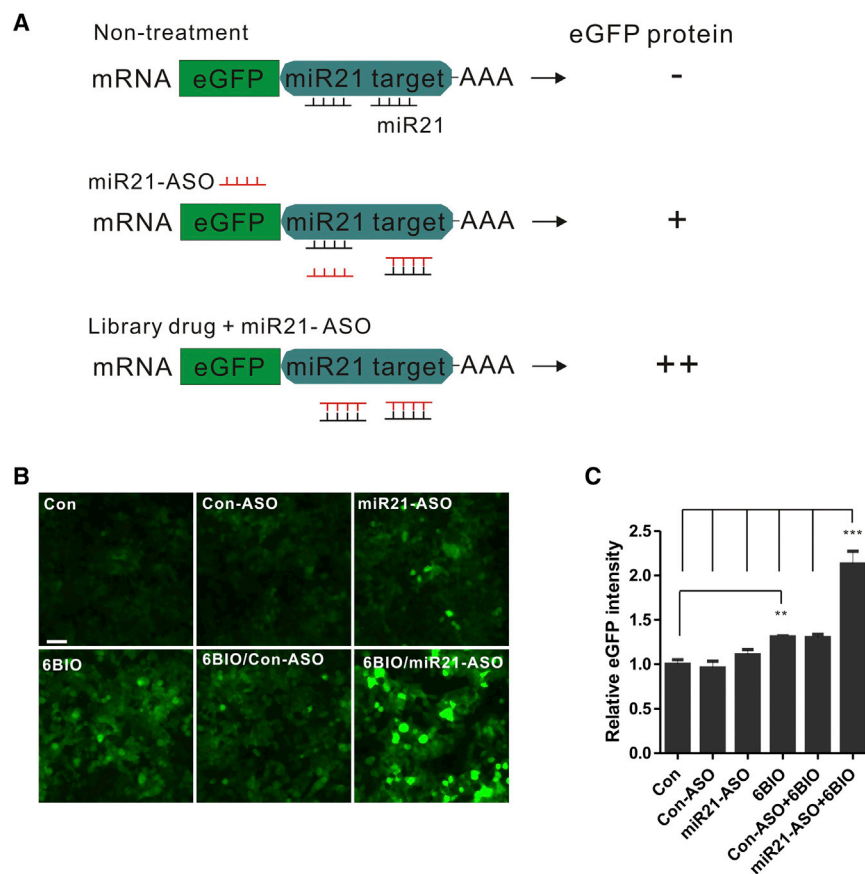 A
Non-treatment
eGFP protein
mRNA eGFP miR21 target AAA -
miR21
miR21-ASO
mRNA eGFP miR21 target AAA +
Library drug + miR21- ASO
mRNA eGFP miR21 target AAA ++
B
Con
Con-ASO
miR21-ASO
6BIO
6BIO/Con-ASO
6BIO/miR21-ASO
C
Relative eGFP intensity
2.5
2.0
1.5
1.0
0.5
0.0
**
***
Con
Con-ASO
miR21-ASO
6BIO
Con-ASO+6BIO
miR21-ASO+6BIO